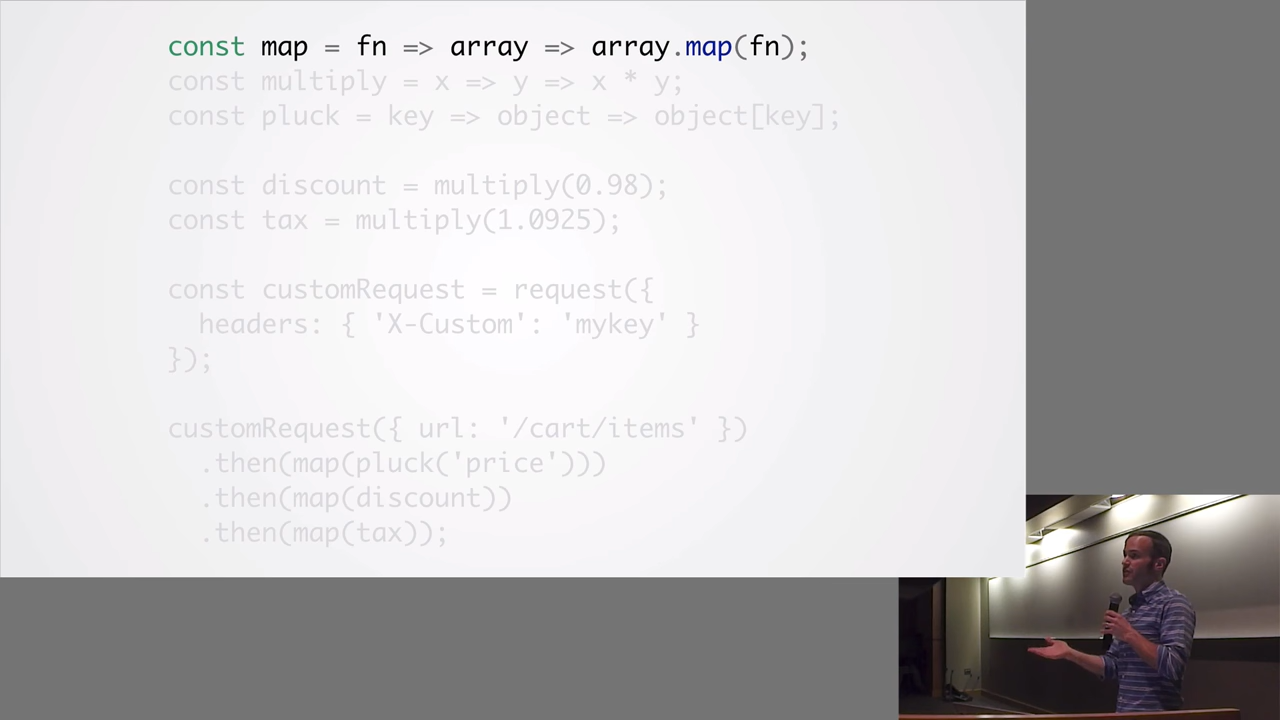 const map = fn => array => array.map(fn);
const multiply = x => y => x * y;
const pluck = key => object => object[key];
const discount = multiply(0.98);
const tax = multiply(1.0925);
const customRequest = request({
  headers: { 'X-Custom': 'mykey' }
});
customRequest({ url: '/cart/items' })
  .then(map(pluck('price')))
  .then(map(discount))
  .then(map(tax));